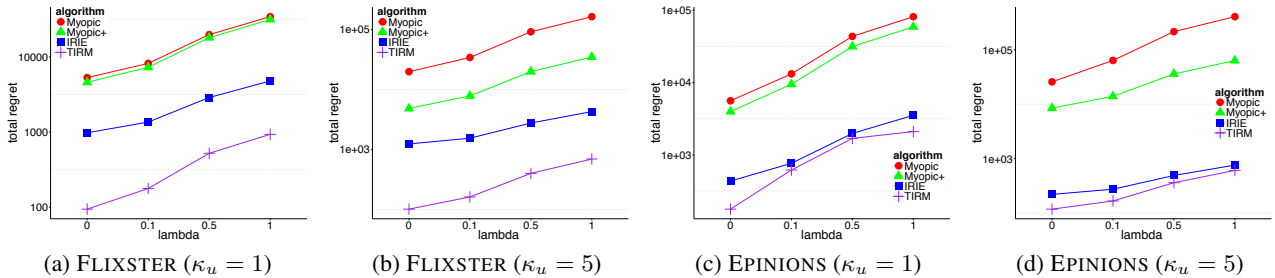 algorithm
Myopic
Myopic+
IRIE
TIRM
10000
1000
100
total regret
0 0.1 0.5 1
lambda
(a) FLIXSTER (κu = 1)
algorithm
Myopic
Myopic+
IRIE
TIRM
1e+05
1e+03
total regret
0 0.1 0.5 1
lambda
(b) FLIXSTER (κu = 5)
1e+05
1e+04
1e+03
total regret
algorithm
Myopic
Myopic+
IRIE
TIRM
0 0.1 0.5 1
lambda
(c) EPINIONS (κu = 1)
1e+05
1e+03
total regret
algorithm
Myopic
Myopic+
IRIE
TIRM
0 0.1 0.5 1
lambda
(d) EPINIONS (κu = 5)